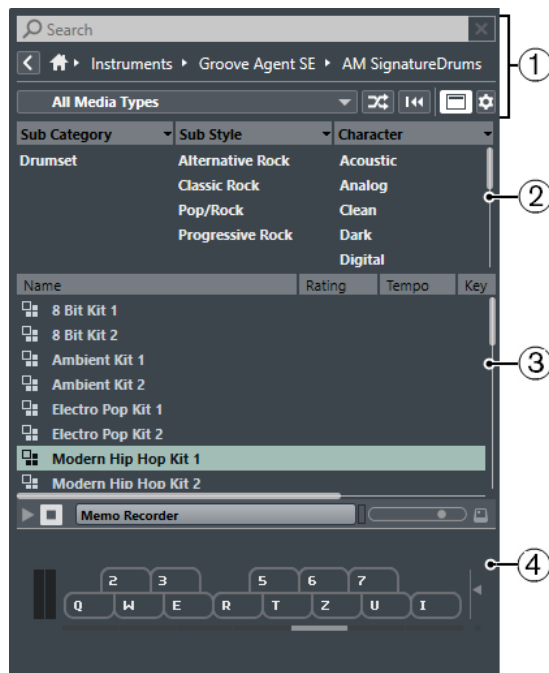 Search
Instruments Groove Agent SE AM SignatureDrums
1
All Media Types
Sub Category Sub Style Character
Drumset Alternative Rock Acoustic
Classic Rock Analog
2
Pop/Rock Clean
Progressive Rock Dark
Digital
Name Rating Tempo Key
8 Bit Kit 1
8 Bit Kit 2
Ambient Kit 1
3
Ambient Kit 2
Electro Pop Kit 1
Electro Pop Kit 2
Modern Hip Hop Kit 1
Modern Hip Hop Kit 2
Memo Recorder
4
2 3 5 6 7
Q W E R T Z U I